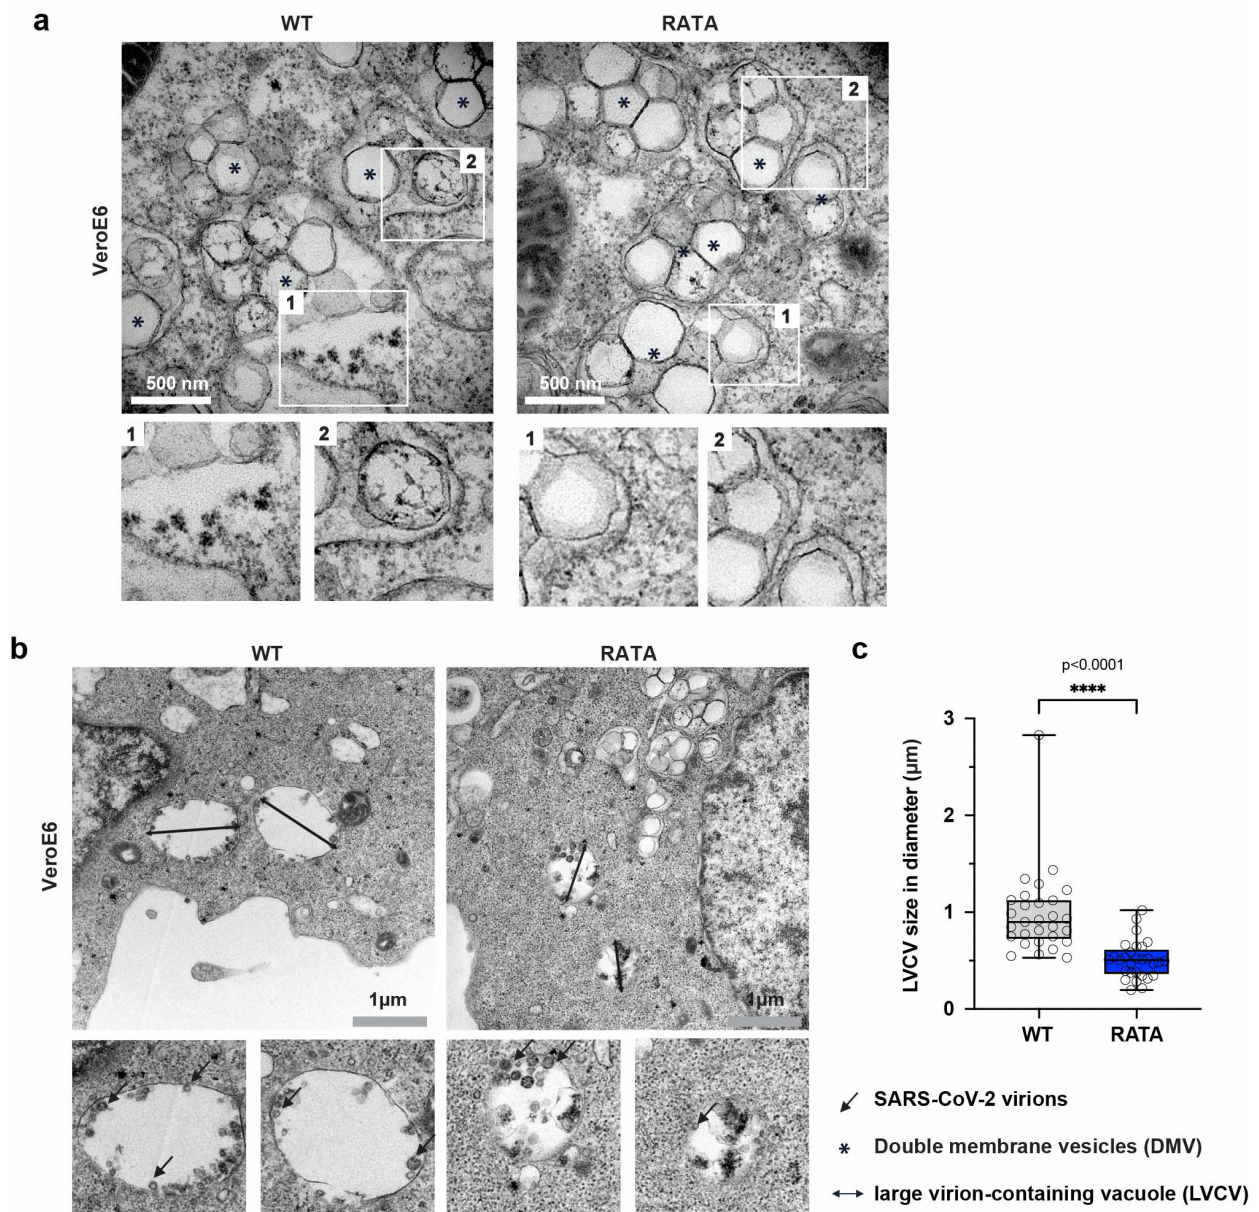 a
WT
RATA
VeroE6
*
2
*
*
*
*
1
500 nm
*
2
*
*
*
*
1
*
500 nm
1
2
1
2
b
WT
RATA
VeroE6
1µm
1µm
c
p<0.0001
****
LVCV size in diameter (µm)
3
2
1
0
WT
RATA
SARS-CoV-2 virions
* Double membrane vesicles (DMV)
large virion-containing vacuole (LVCV)